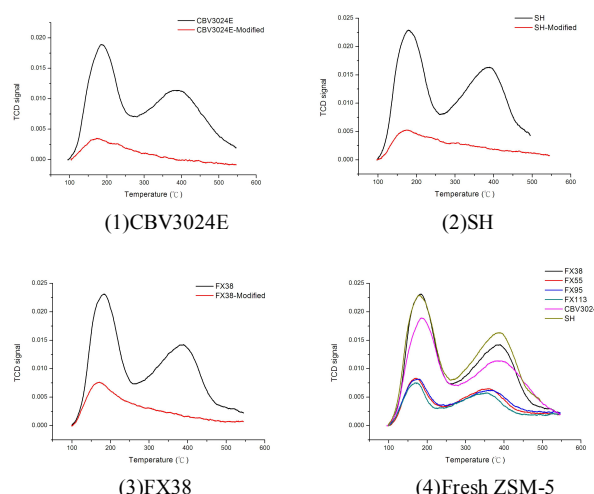 CBV3024E
CBV3024E-Modified
0.020
0.015
0.010
0.005
0.000
TCD signal
100 200 300 400 500 600
Temperature (℃)
(1)CBV3024E
SH
SH-Modified
0.025
0.020
0.015
0.010
0.005
0.000
TCD signal
100 200 300 400 500 600
Temperature (℃)
(2)SH
FX38
FX38-Modified
0.025
0.020
0.015
0.010
0.005
0.000
TCD signal
100 200 300 400 500 600
Temperature (℃)
(3)FX38
FX38
FX55
FX95
FX113
CBV3024
SH
0.025
0.020
0.015
0.010
0.005
0.000
TCD signal
100 200 300 400 500 600
Temperature (℃)
(4)Fresh ZSM-5